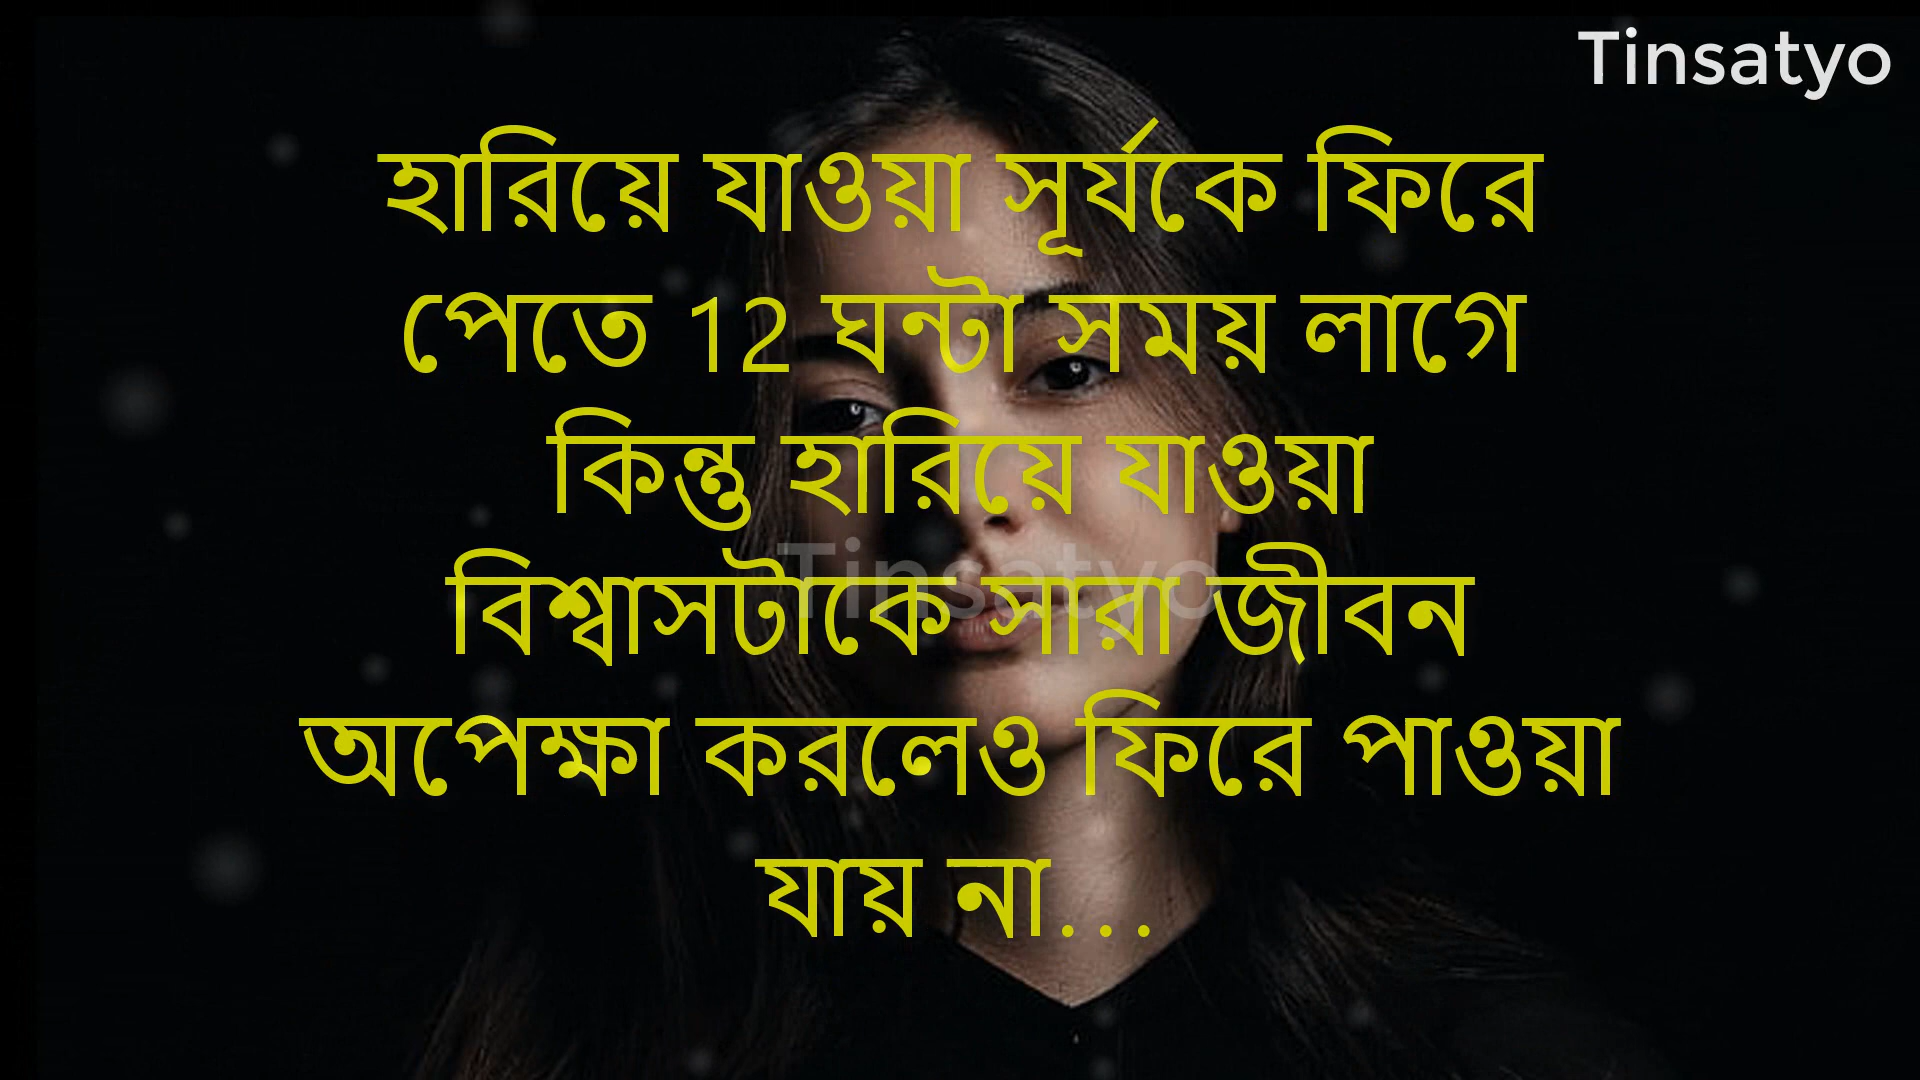 Tinsatyo
হারিয়ে যাওয়া সূর্যকে ফিরে
পেতে 12 ঘন্টা সময় লাগে
কিন্তু হারিয়ে যাওয়া
বিশ্বাসটাকে সারা জীবন
অপেক্ষা করলেও ফিরে পাওয়া
যায় না...
Tinsatyo